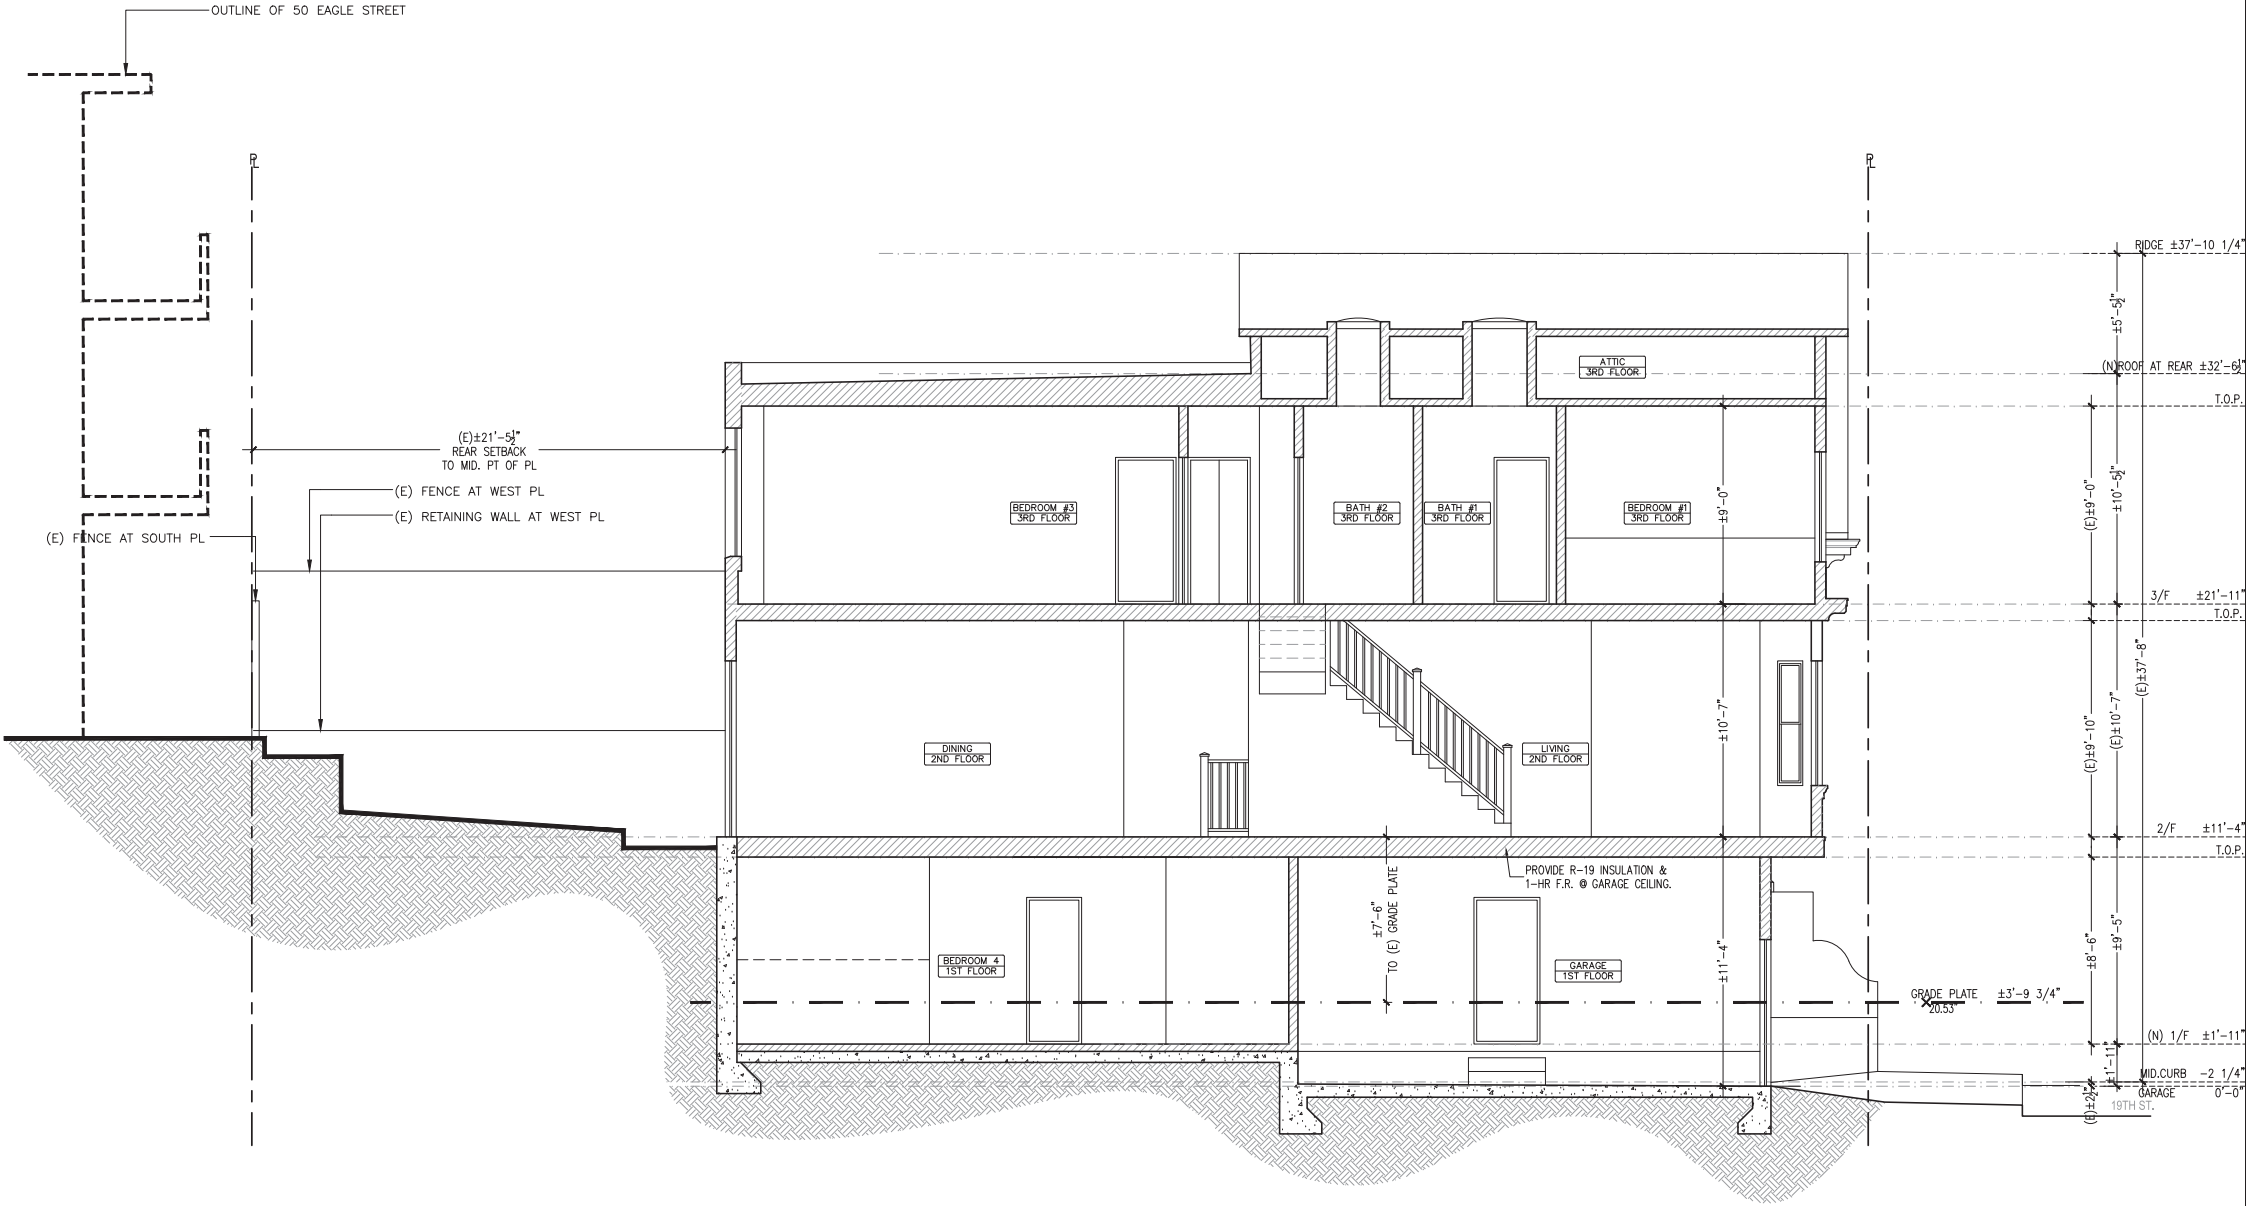 OUTLINE OF 50 EAGLE STREET
PL
PL
RIDGE ±37'-10 1/4"
±5'-5½"
(N)ROOF AT REAR ±32'-6½"
T.O.P.
ATTIC
3RD FLOOR
(E)±21'-5½"
REAR SETBACK
TO MID. PT OF PL
(E) FENCE AT WEST PL
(E) RETAINING WALL AT WEST PL
(E) FENCE AT SOUTH PL
BEDROOM #3
3RD FLOOR
BATH #2
3RD FLOOR
BATH #1
3RD FLOOR
BEDROOM #1
3RD FLOOR
±9'-0"
(E)±9'-0"
±10'-5½"
3/F ±21'-11"
T.O.P.
(E)±37'-8"
DINING
2ND FLOOR
LIVING
2ND FLOOR
±10'-7"
(E)±9'-10"
(E)±10'-7"
2/F ±11'-4"
T.O.P.
PROVIDE R-19 INSULATION &
1-HR F.R. @ GARAGE CEILING.
±7'-6"
TO (E) GRADE PLATE
BEDROOM 4
1ST FLOOR
GARAGE
1ST FLOOR
±11'-4"
±8'-6"
±9'-5"
GRADE PLATE ±3'-9 3/4"
20.53"
(N) 1/F ±1'-11"
±1'-11"
MID.CURB -2 1/4"
GARAGE 0'-0"
(E)±2½"
19TH ST.